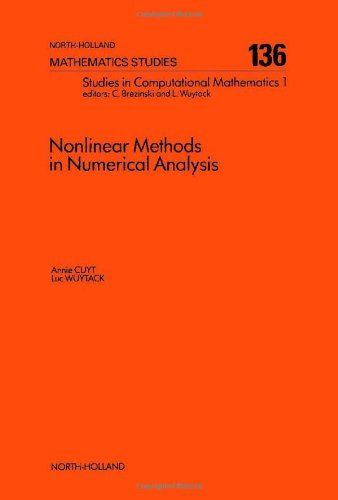 NORTH-HOLLAND
MATHEMATICS STUDIES 136
Studies in Computational Mathematics 1
editors: C. Brezinski and L. Wuytack
Nonlinear Methods
in Numerical Analysis
Annie CUYT
Luc WUYTACK
NORTH-HOLLAND